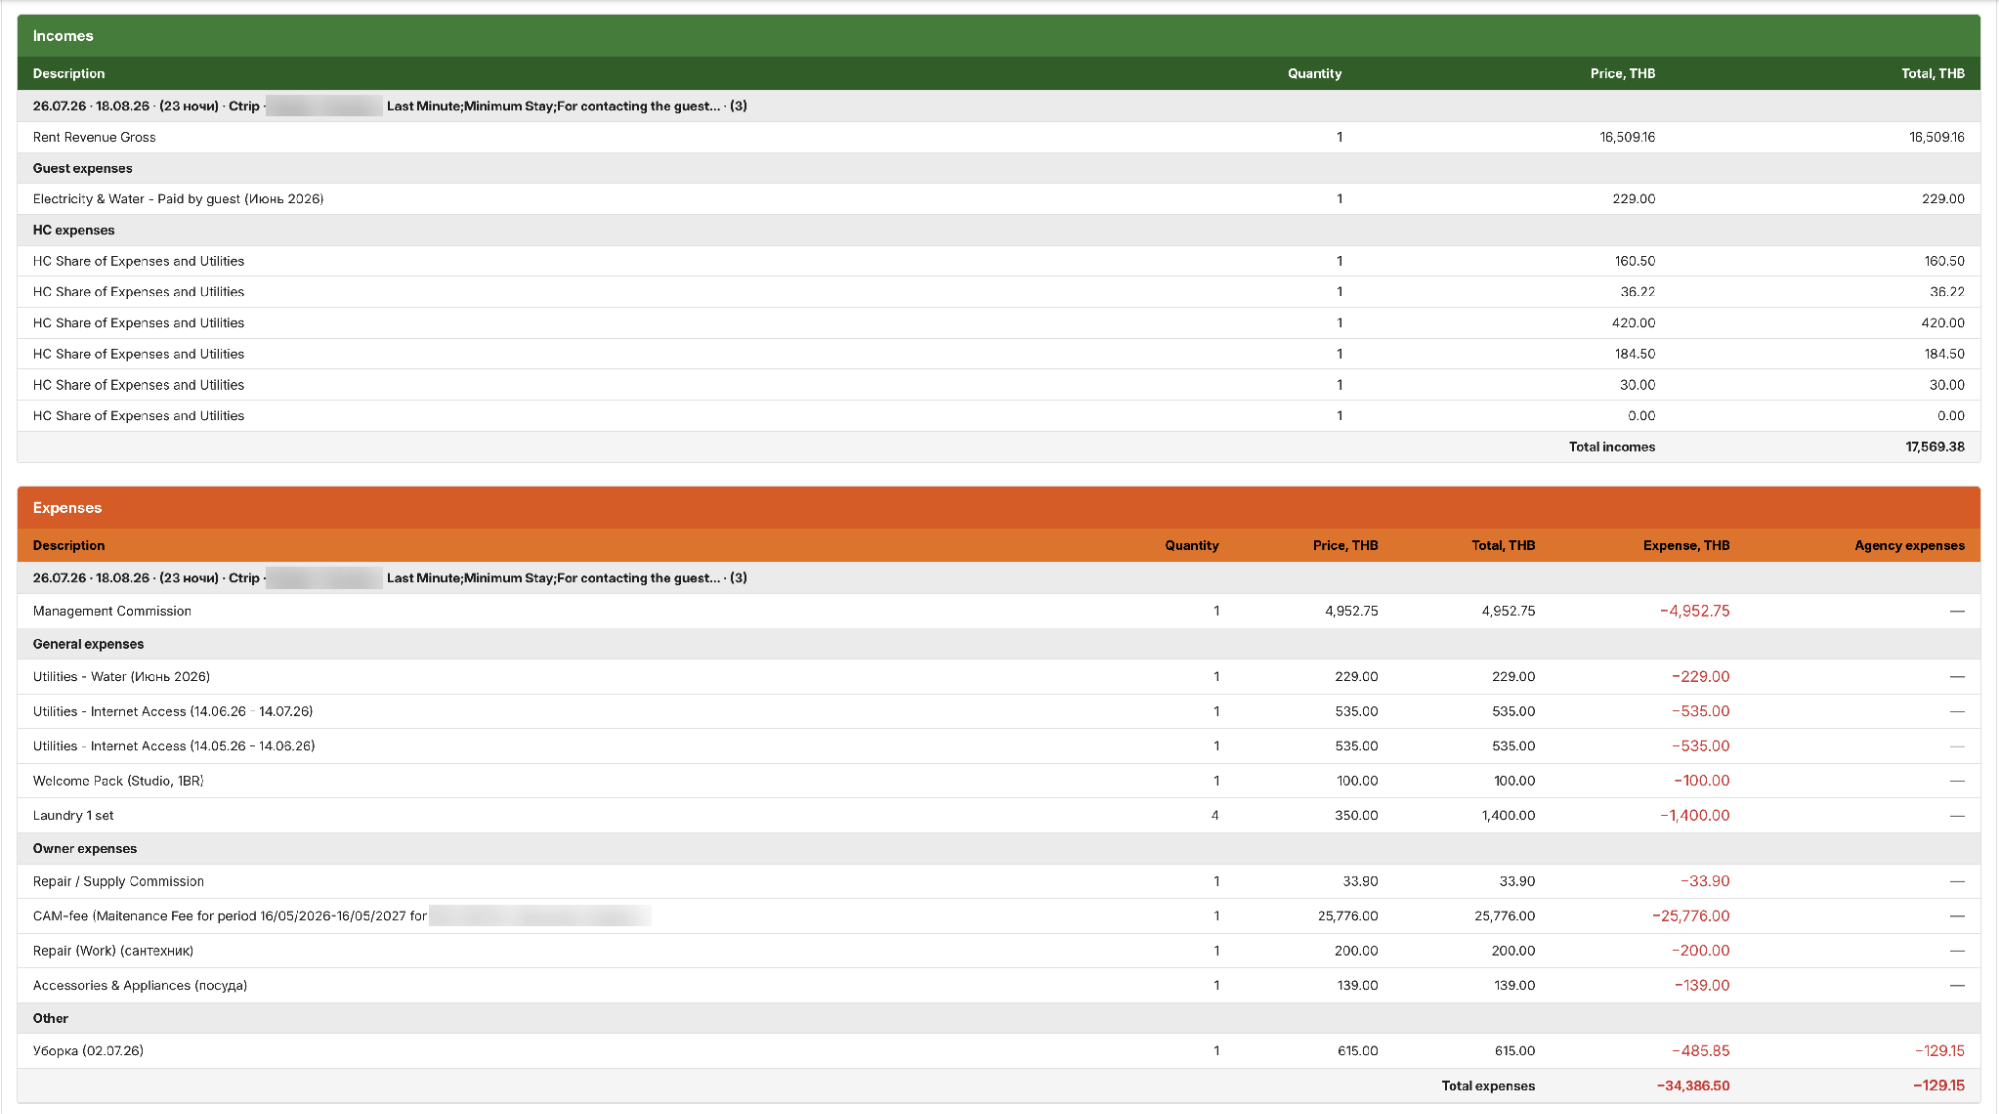 Incomes
Description Quantity Price, THB Total, THB
26.07.26 · 18.08.26 · (23 ночи) · Ctrip · Last Minute;Minimum Stay;For contacting the guest... · (3)
Rent Revenue Gross 1 16,509.16 16,509.16
Guest expenses
Electricity & Water - Paid by guest (Июнь 2026) 1 229.00 229.00
HC expenses
HC Share of Expenses and Utilities 1 160.50 160.50
HC Share of Expenses and Utilities 1 36.22 36.22
HC Share of Expenses and Utilities 1 420.00 420.00
HC Share of Expenses and Utilities 1 184.50 184.50
HC Share of Expenses and Utilities 1 30.00 30.00
HC Share of Expenses and Utilities 1 0.00 0.00
Total incomes 17,569.38
Expenses
Description Quantity Price, THB Total, THB Expense, THB Agency expenses
26.07.26 · 18.08.26 · (23 ночи) · Ctrip · Last Minute;Minimum Stay;For contacting the guest... · (3)
Management Commission 1 4,952.75 4,952.75 −4,952.75 —
General expenses
Utilities - Water (Июнь 2026) 1 229.00 229.00 −229.00 —
Utilities - Internet Access (14.06.26 - 14.07.26) 1 535.00 535.00 −535.00 —
Utilities - Internet Access (14.05.26 - 14.06.26) 1 535.00 535.00 −535.00 —
Welcome Pack (Studio, 1BR) 1 100.00 100.00 −100.00 —
Laundry 1 set 4 350.00 1,400.00 −1,400.00 —
Owner expenses
Repair / Supply Commission 1 33.90 33.90 −33.90 —
CAM-fee (Maitenance Fee for period 16/05/2026-16/05/2027 for 1 25,776.00 25,776.00 −25,776.00 —
Repair (Work) (сантехник) 1 200.00 200.00 −200.00 —
Accessories & Appliances (посуда) 1 139.00 139.00 −139.00 —
Other
Уборка (02.07.26) 1 615.00 615.00 −485.85 −129.15
Total expenses −34,386.50 −129.15